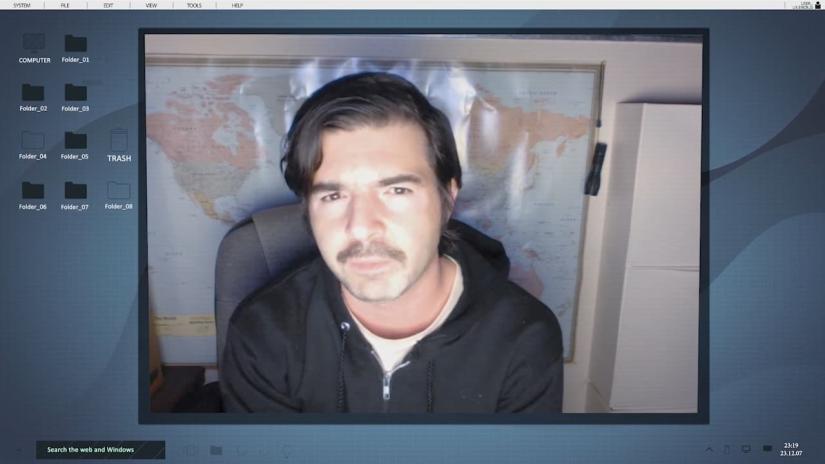 SYSTEM FILE EDIT VIEW TOOLS HELP
COMPUTER Folder_01
Folder_02 Folder_03
Folder_04 Folder_05 TRASH
Folder_06 Folder_07 Folder_08
Search the web and Windows
23:19
23.12.07